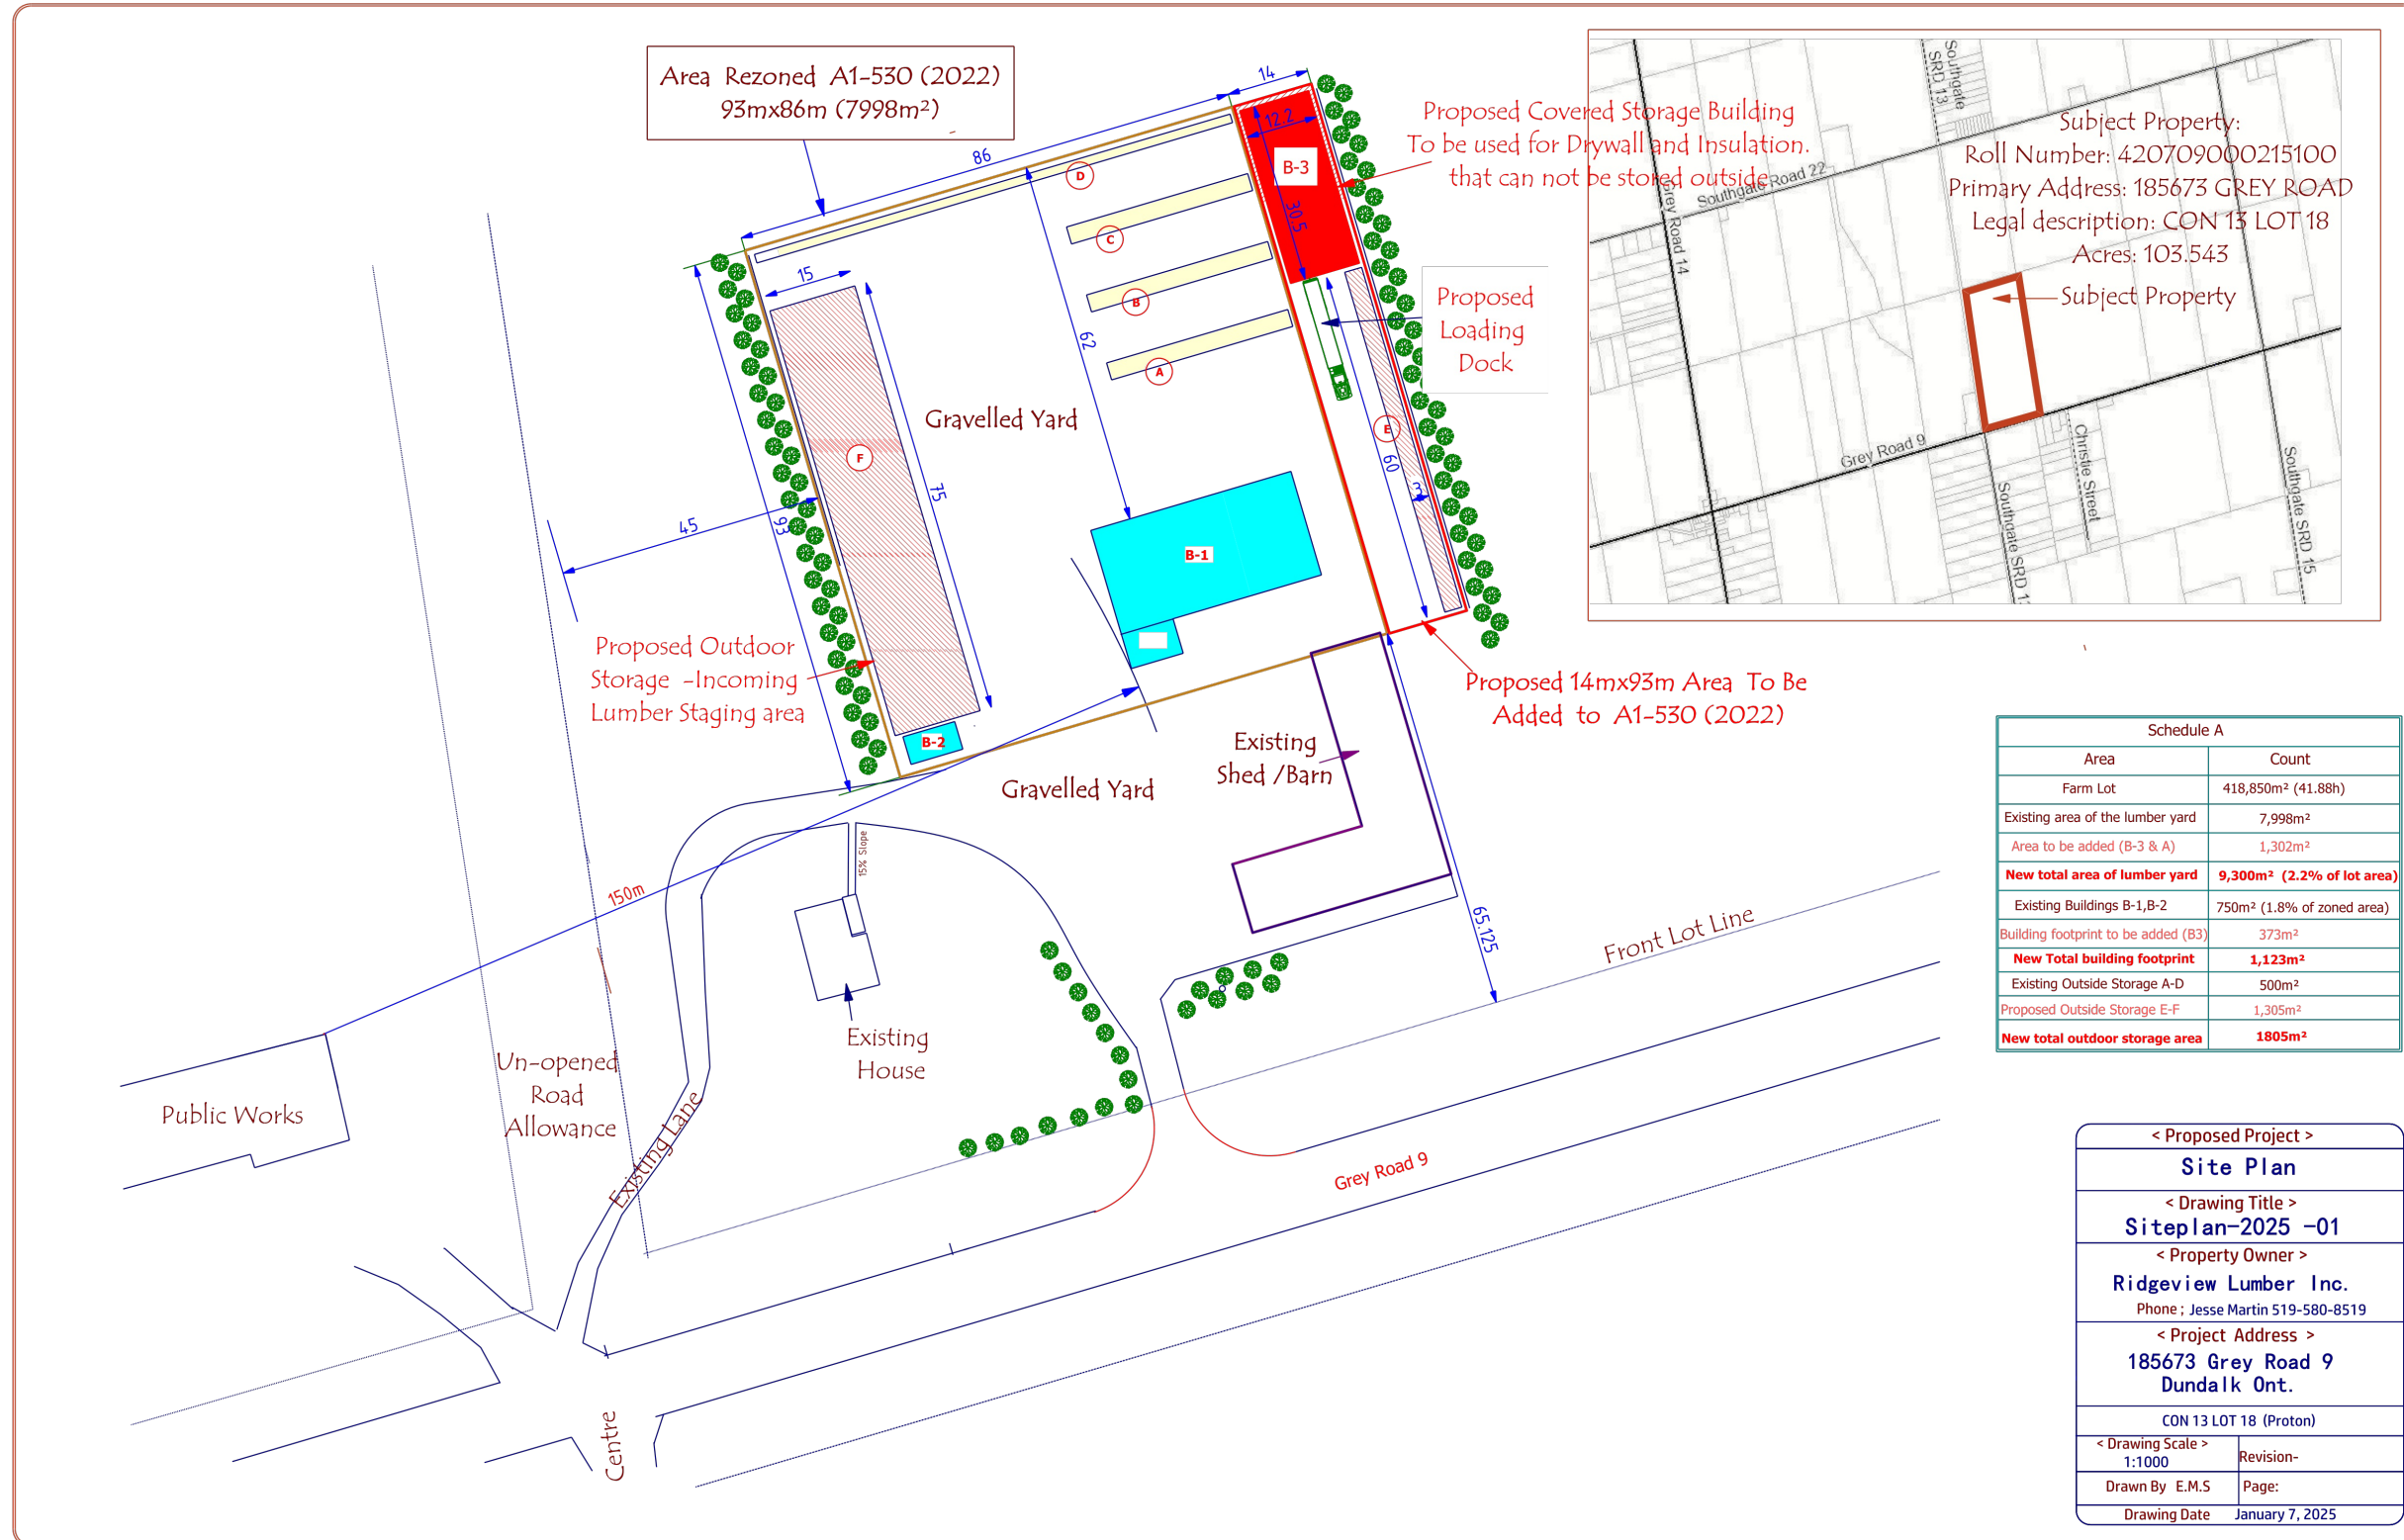 Area Rezoned A1-530 (2022)
93mx86m (7998m²)
86
14
12.2
30.5
B-3
D
C
B
A
15
62
75
93
45
F
E
60
3
Proposed Covered Storage Building
To be used for Drywall and Insulation.
that can not be stored outside
Proposed
Loading
Dock
Gravelled Yard
B-1
B-2
Proposed Outdoor
Storage -Incoming
Lumber Staging area
Proposed 14mx93m Area To Be
Added to A1-530 (2022)
Existing
Shed /Barn
Gravelled Yard
15% Slope
150m
65.125
Front Lot Line
Existing
House
Un-opened
Road
Allowance
Public Works
Existing Lane
Grey Road 9
Centre
Subject Property:
Roll Number: 420709000215100
Primary Address: 185673 GREY ROAD
Legal description: CON 13 LOT 18
Acres: 103.543
Subject Property
Southgate
SRD 13
Southgate Road 22
Grey Road 14
Grey Road 9
Christie Street
Southgate SRD 1
Southgate SRD 15
Schedule A
Area Count
Farm Lot 418,850m² (41.88h)
Existing area of the lumber yard 7,998m²
Area to be added (B-3 & A) 1,302m²
New total area of lumber yard 9,300m² (2.2% of lot area)
Existing Buildings B-1,B-2 750m² (1.8% of zoned area)
Building footprint to be added (B3) 373m²
New Total building footprint 1,123m²
Existing Outside Storage A-D 500m²
Proposed Outside Storage E-F 1,305m²
New total outdoor storage area 1805m²
< Proposed Project >
Site Plan
< Drawing Title >
Siteplan-2025 -01
< Property Owner >
Ridgeview Lumber Inc.
Phone ; Jesse Martin 519-580-8519
< Project Address >
185673 Grey Road 9
Dundalk Ont.
CON 13 LOT 18 (Proton)
< Drawing Scale >
1:1000
Revision-
Drawn By E.M.S Page:
Drawing Date January 7, 2025